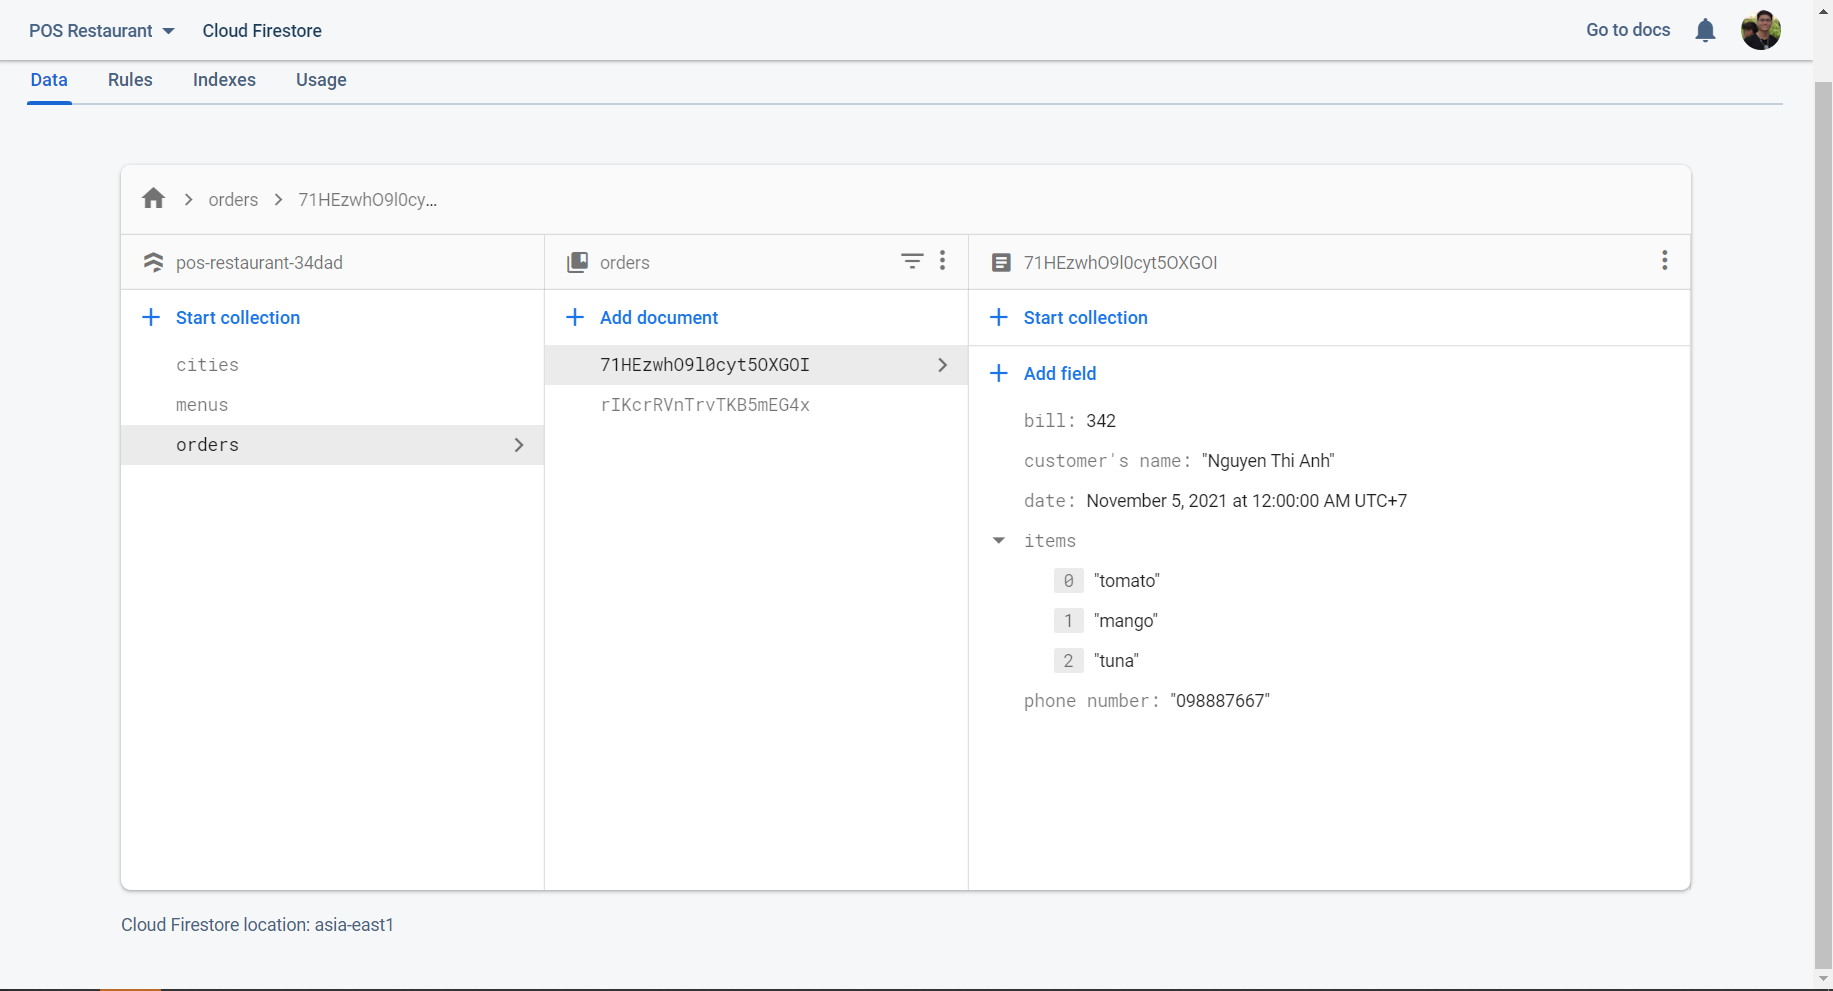 POS Restaurant Cloud Firestore Go to docs
Data Rules Indexes Usage
orders 71HEzwhO9l0cy...
pos-restaurant-34dad
Start collection
cities
menus
orders
orders
Add document
71HEzwhO9l0cyt5OXGOI
rIKcrRVnTrvTKB5mEG4x
71HEzwhO9l0cyt5OXGOI
Start collection
Add field
bill: 342
customer's name: "Nguyen Thi Anh"
date: November 5, 2021 at 12:00:00 AM UTC+7
items
0 "tomato"
1 "mango"
2 "tuna"
phone number: "098887667"
Cloud Firestore location: asia-east1